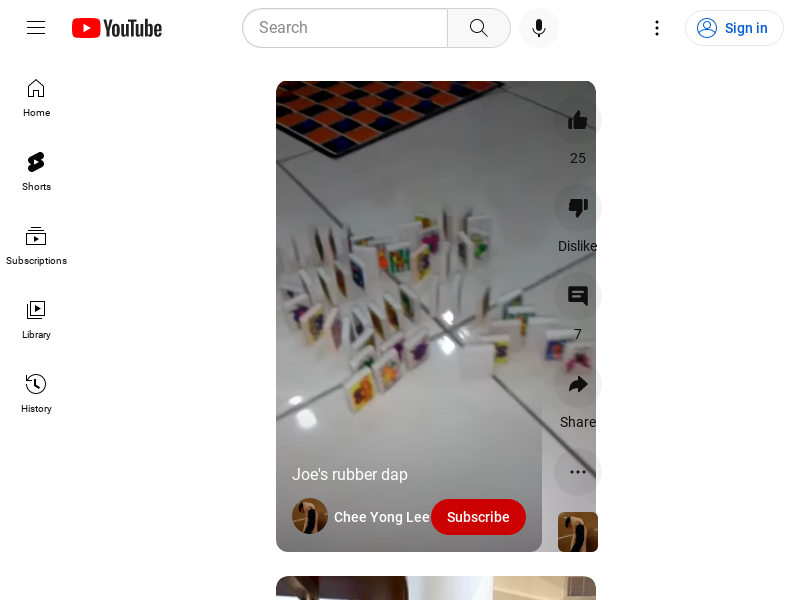 YouTube
Search
Sign in
Home
Shorts
Subscriptions
Library
History
25
Dislike
7
Share
Joe's rubber dap
Chee Yong Lee
Subscribe